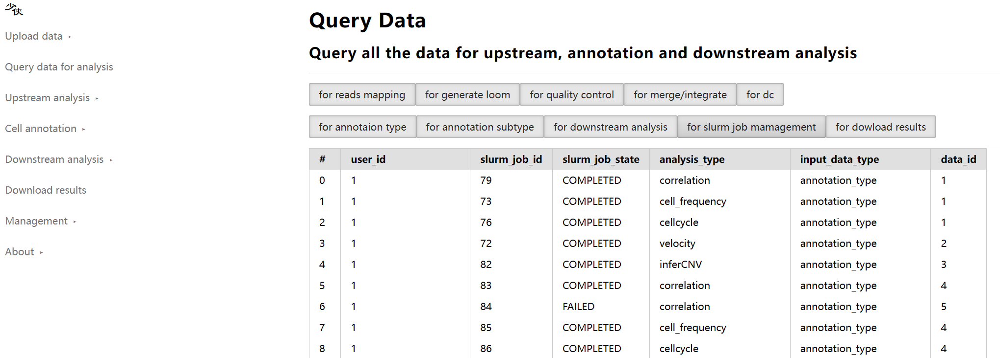 少侠
Upload data ▸
Query data for analysis
Upstream analysis ▸
Cell annotation ▸
Downstream analysis ▸
Download results
Management ▸
About ▸
Query Data
Query all the data for upstream, annotation and downstream analysis
for reads mapping for generate loom for quality control for merge/integrate for dc
for annotaion type for annotation subtype for downstream analysis for slurm job mamagement for dowload results
# user_id slurm_job_id slurm_job_state analysis_type input_data_type data_id
0 1 79 COMPLETED correlation annotation_type 1
1 1 73 COMPLETED cell_frequency annotation_type 1
2 1 76 COMPLETED cellcycle annotation_type 1
3 1 72 COMPLETED velocity annotation_type 2
4 1 82 COMPLETED inferCNV annotation_type 3
5 1 83 COMPLETED correlation annotation_type 4
6 1 84 FAILED correlation annotation_type 5
7 1 85 COMPLETED cell_frequency annotation_type 4
8 1 86 COMPLETED cellcycle annotation_type 4